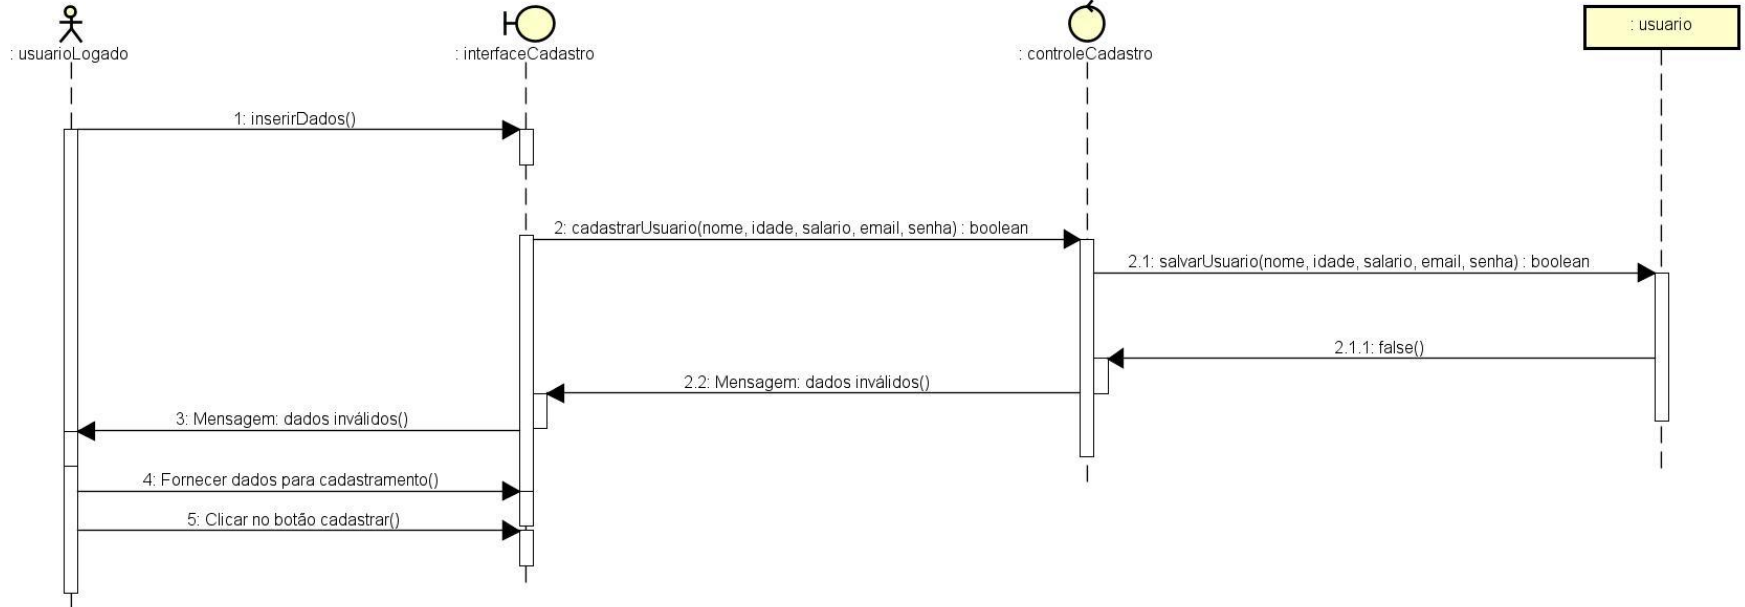 : usuarioLogado
: interfaceCadastro
: controleCadastro
: usuario
1: inserirDados()
2: cadastrarUsuario(nome, idade, salario, email, senha) : boolean
2.1: salvarUsuario(nome, idade, salario, email, senha) : boolean
2.1.1: false()
2.2: Mensagem: dados inválidos()
3: Mensagem: dados inválidos()
4: Fornecer dados para cadastramento()
5: Clicar no botão cadastrar()